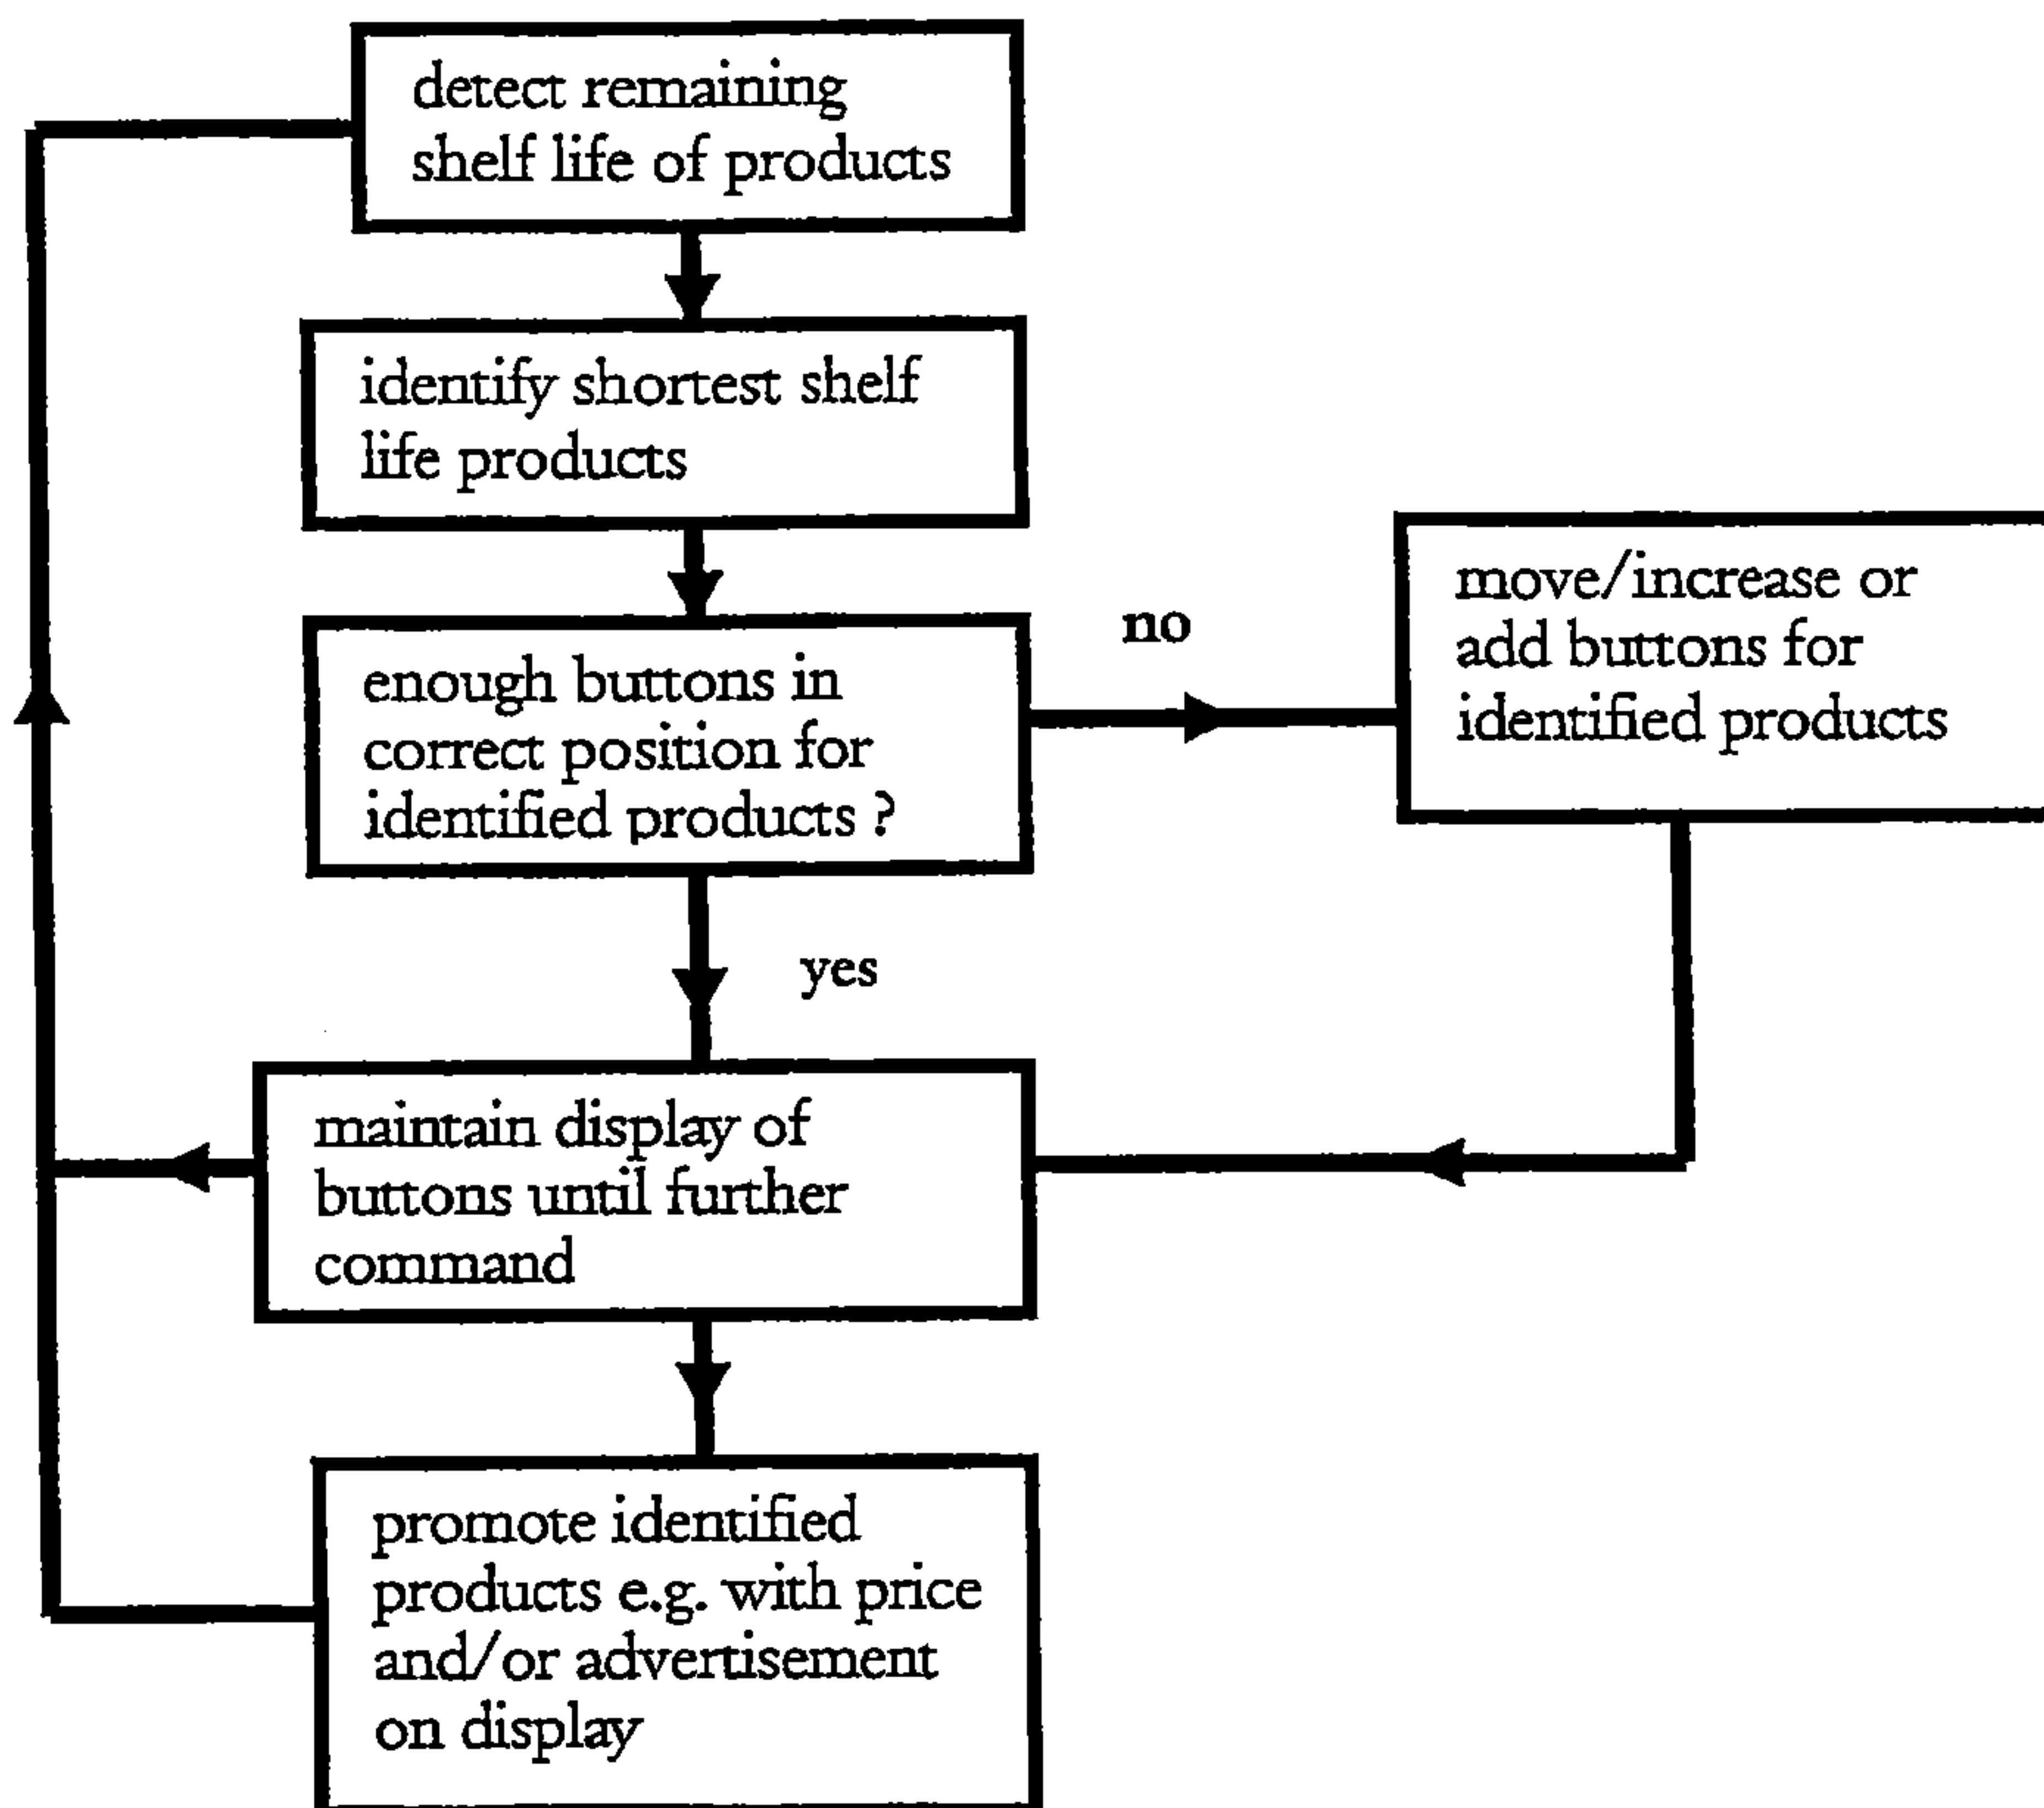 detect remaining
shelf life of products
identify shortest shelf
life products
enough buttons in
correct position for
identified products ?
no
move/increase or
add buttons for
identified products
yes
maintain display of
buttons until further
command
promote identified
products e.g. with price
and/or advertisement
on display